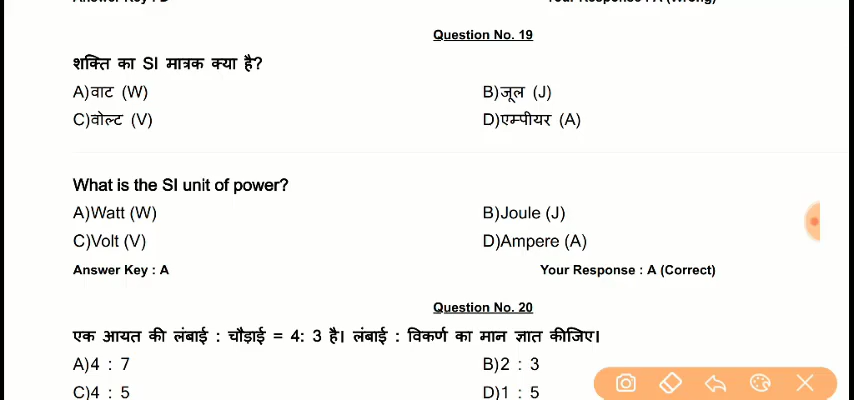 Question No. 19
शक्ति का SI मात्रक क्या है?
A)वाट (W) B)जूल (J)
C)वोल्ट (V) D)एम्पीयर (A)
What is the SI unit of power?
A)Watt (W) B)Joule (J)
C)Volt (V) D)Ampere (A)
Answer Key : A Your Response : A (Correct)
Question No. 20
एक आयत की लंबाई : चौड़ाई = 4: 3 है। लंबाई : विकर्ण का मान ज्ञात कीजिए।
A)4 : 7 B)2 : 3
C)4 : 5 D)1 : 5